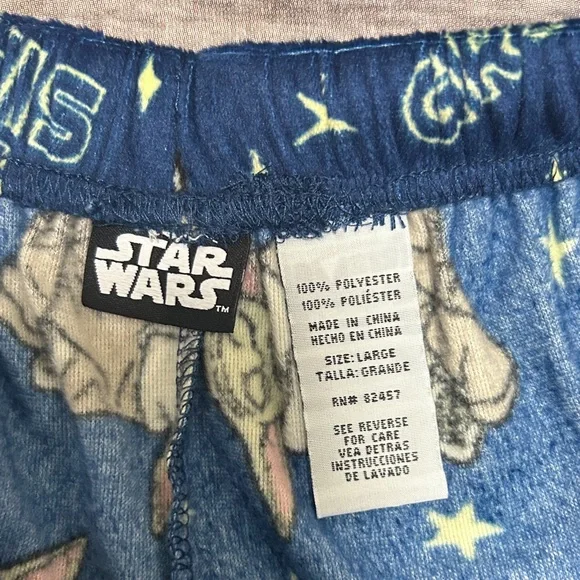 STAR
WARS
TM
100% POLYESTER
100% POLIÉSTER
MADE IN CHINA
HECHO EN CHINA
SIZE: LARGE
TALLA: GRANDE
RN# 82457
SEE REVERSE
FOR CARE
VEA DETRAS
INSTRUCCIONES
DE LAVADO